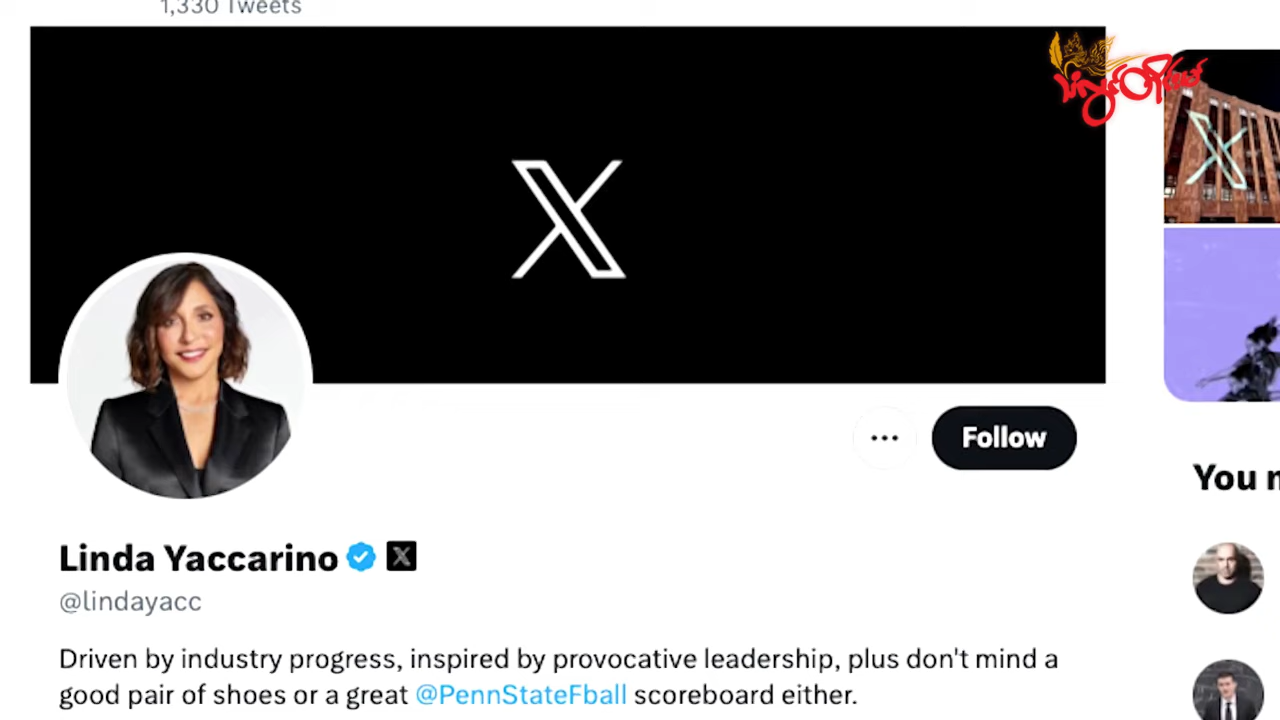 1,330 Tweets
Follow
You
Linda Yaccarino
@lindayacc
Driven by industry progress, inspired by provocative leadership, plus don't mind a
good pair of shoes or a great @PennStateFball scoreboard either.